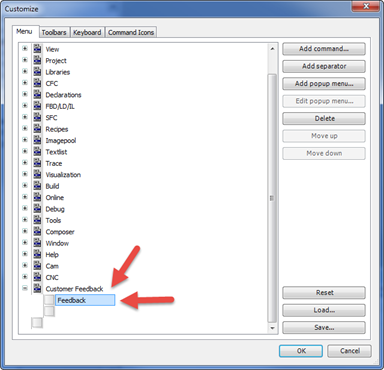 Customize
Menu Toolbars Keyboard Command Icons
View
Project
Libraries
CFC
Declarations
FBD/LD/IL
SFC
Recipes
Imagepool
Textlist
Trace
Visualization
Build
Online
Debug
Tools
Composer
Window
Help
Cam
CNC
Customer Feedback
Feedback
Add command...
Add separator
Add popup menu...
Edit popup menu...
Delete
Move up
Move down
Reset
Load...
Save...
OK Cancel